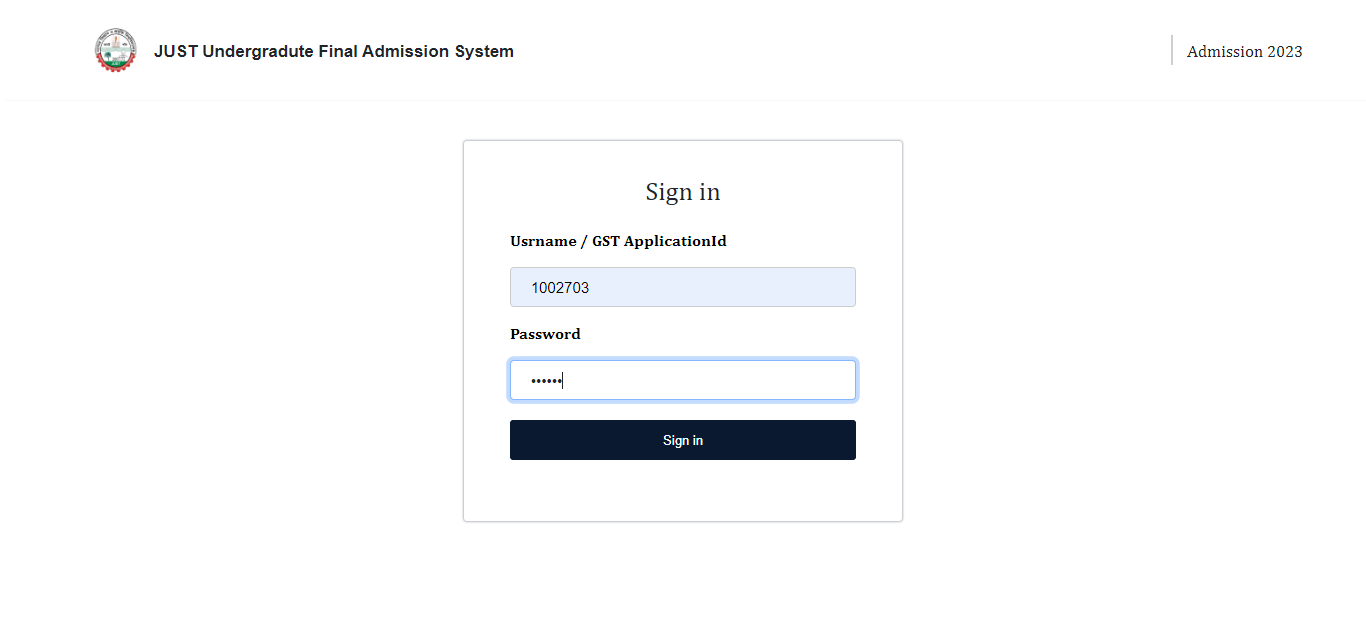 JUST Undergradute Final Admission System
Admission 2023
Sign in
Usrname / GST ApplicationId
1002703
Password
••••••
Sign in